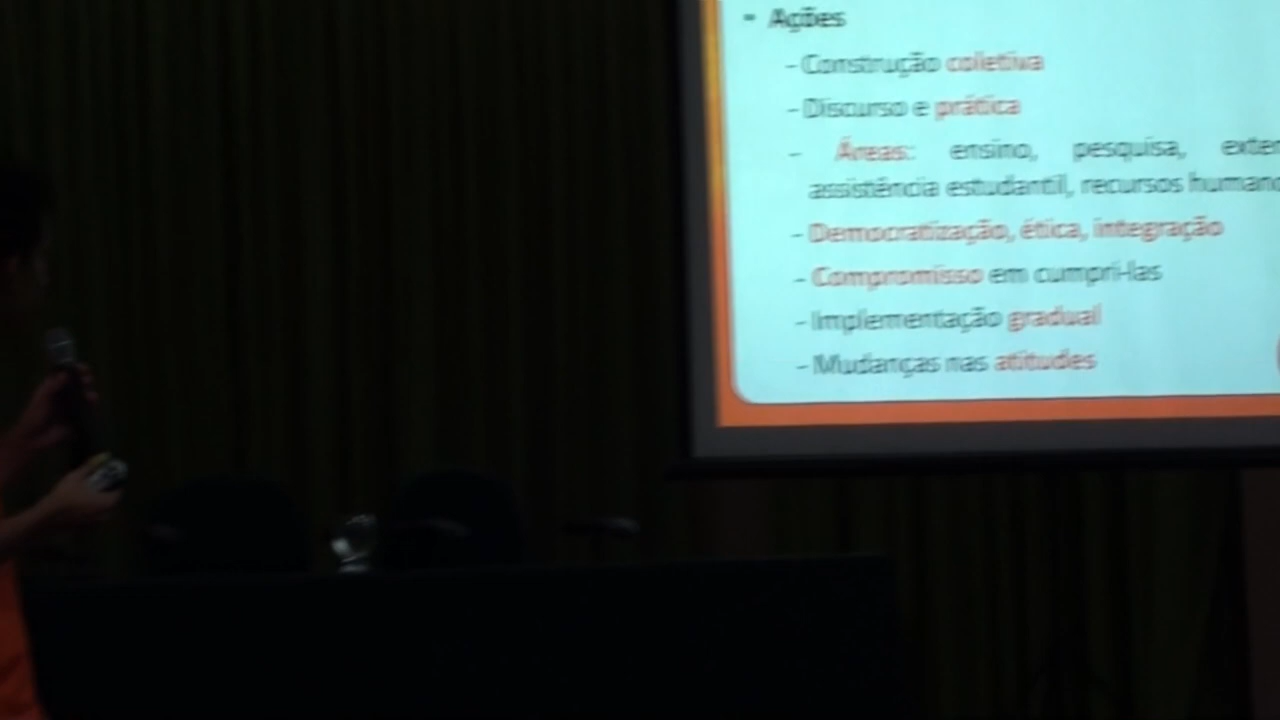 • Ações
- Construção coletiva
- Discurso e prática
- Áreas: ensino, pesquisa,
assistência estudantil, recursos
- Democratização, ética, integração
- Compromisso em cumpri-las
- Implementação gradual
- Mudanças nas atitudes